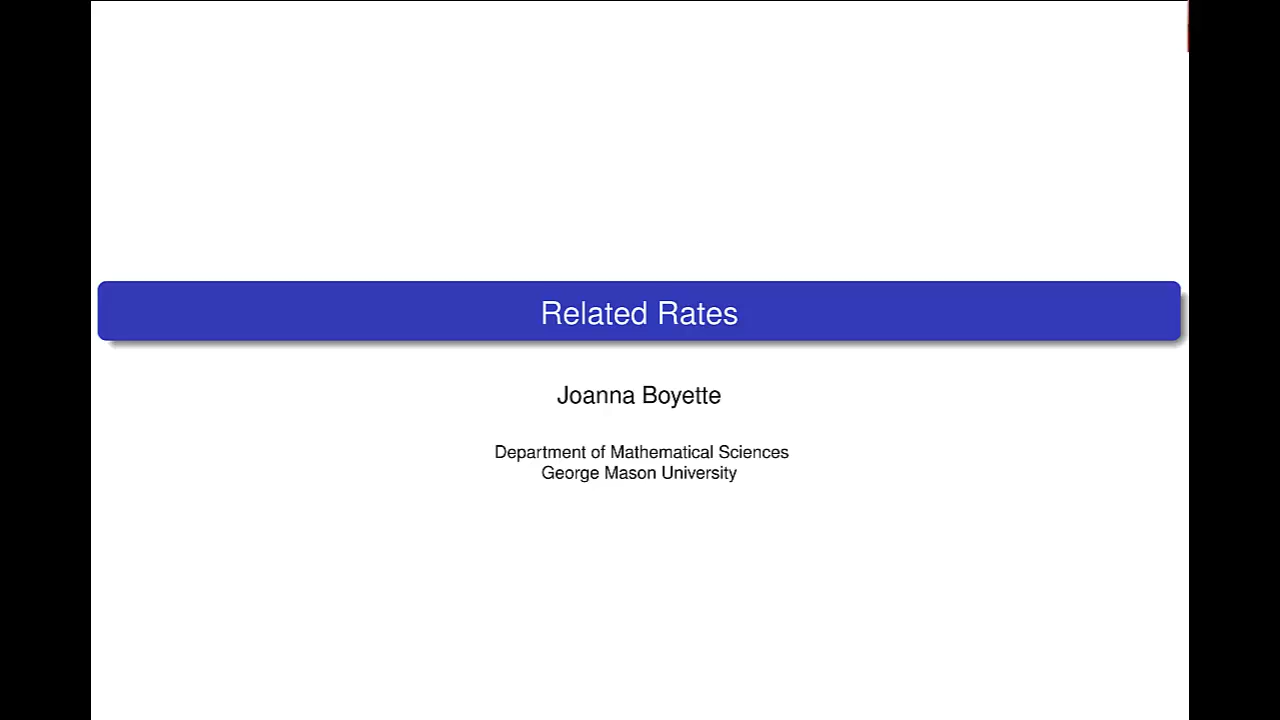 Related Rates
Joanna Boyette
Department of Mathematical Sciences
George Mason University